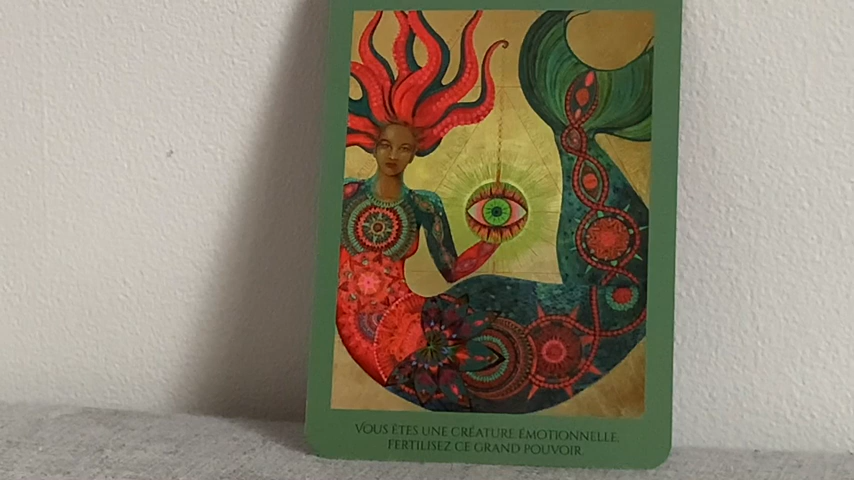 Vous êtes une créature émotionnelle,
fertilisez ce grand pouvoir.